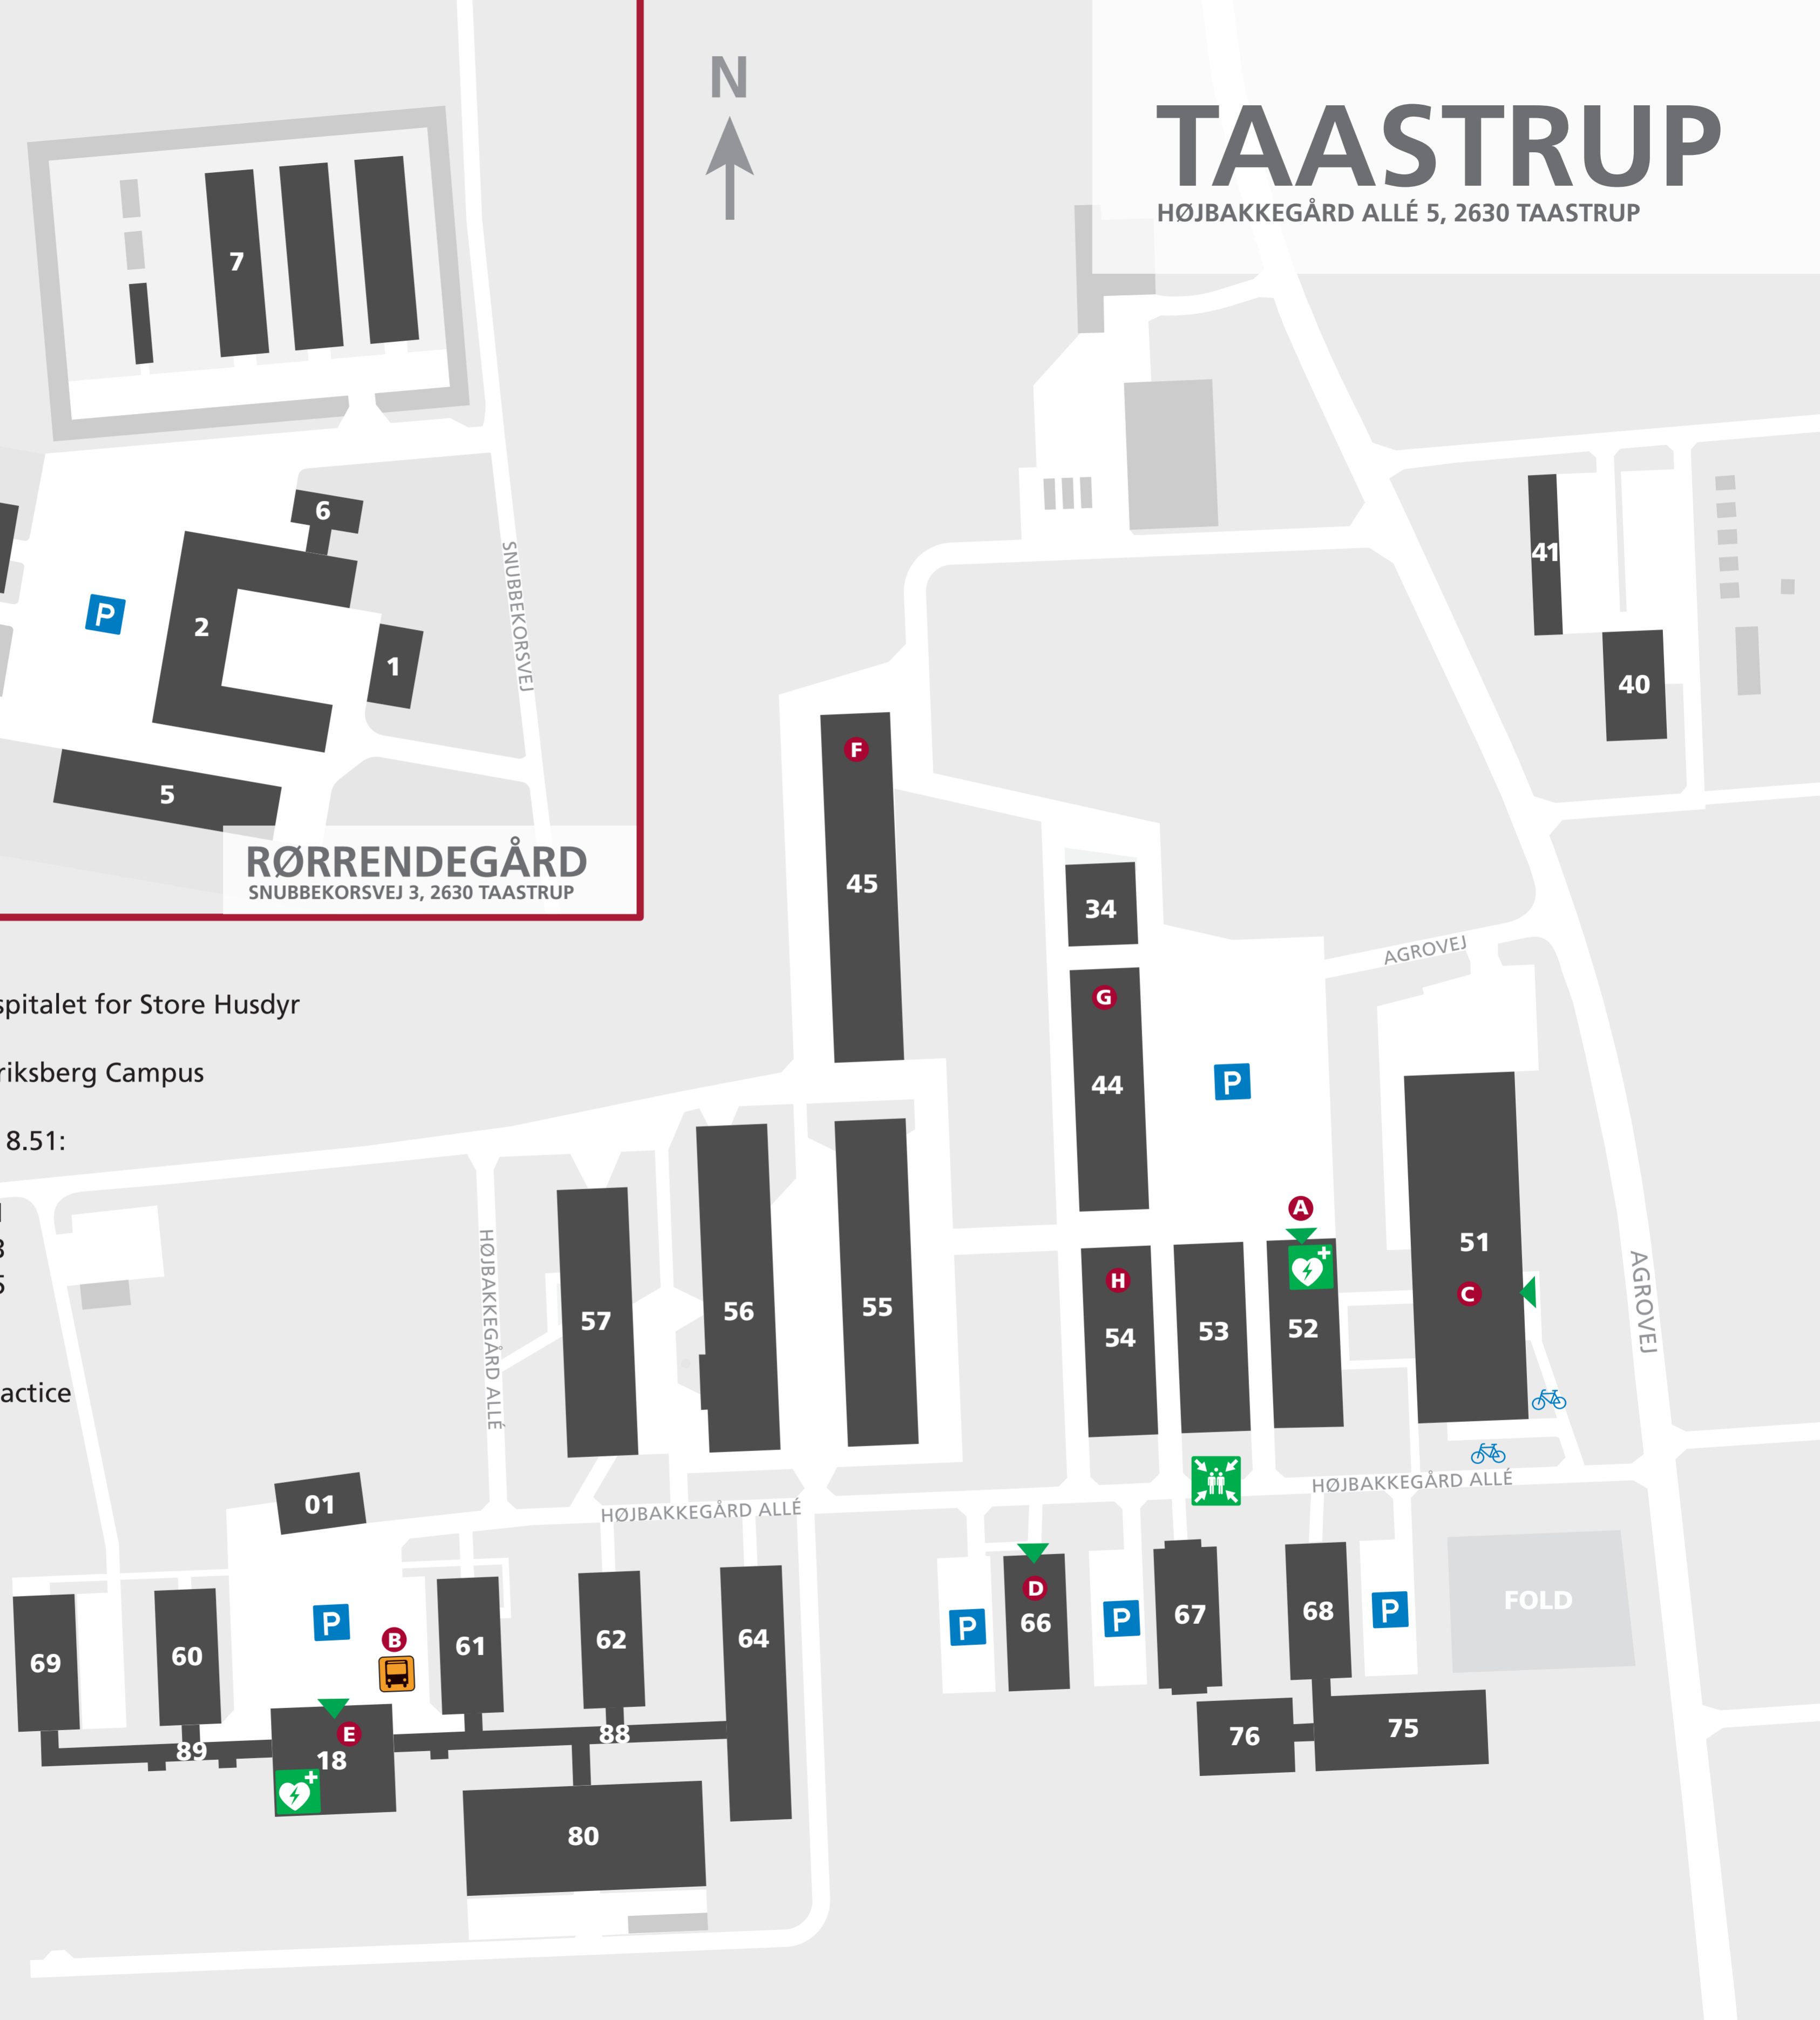 N
TAASTRUP
HØJBAKKEGÅRD ALLÉ 5, 2630 TAASTRUP
7
6
2
P
1
5
SNUBBEKORSVEJ
RØRRENDEGÅRD
SNUBBEKORSVEJ 3, 2630 TAASTRUP
41
40
F
45
34
G
44
P
AGROVEJ
spitalet for Store Husdyr
riksberg Campus
8.51:
3
5
actice
A
51
C
H
54
53
52
55
56
57
HØJBAKKEGÅRD ALLÉ
AGROVEJ
HØJBAKKEGÅRD ALLÉ
HØJBAKKEGÅRD ALLÉ
01
69
60
P
B
61
62
64
P
D
66
P
67
68
P
FOLD
E
18
89
88
76
75
80